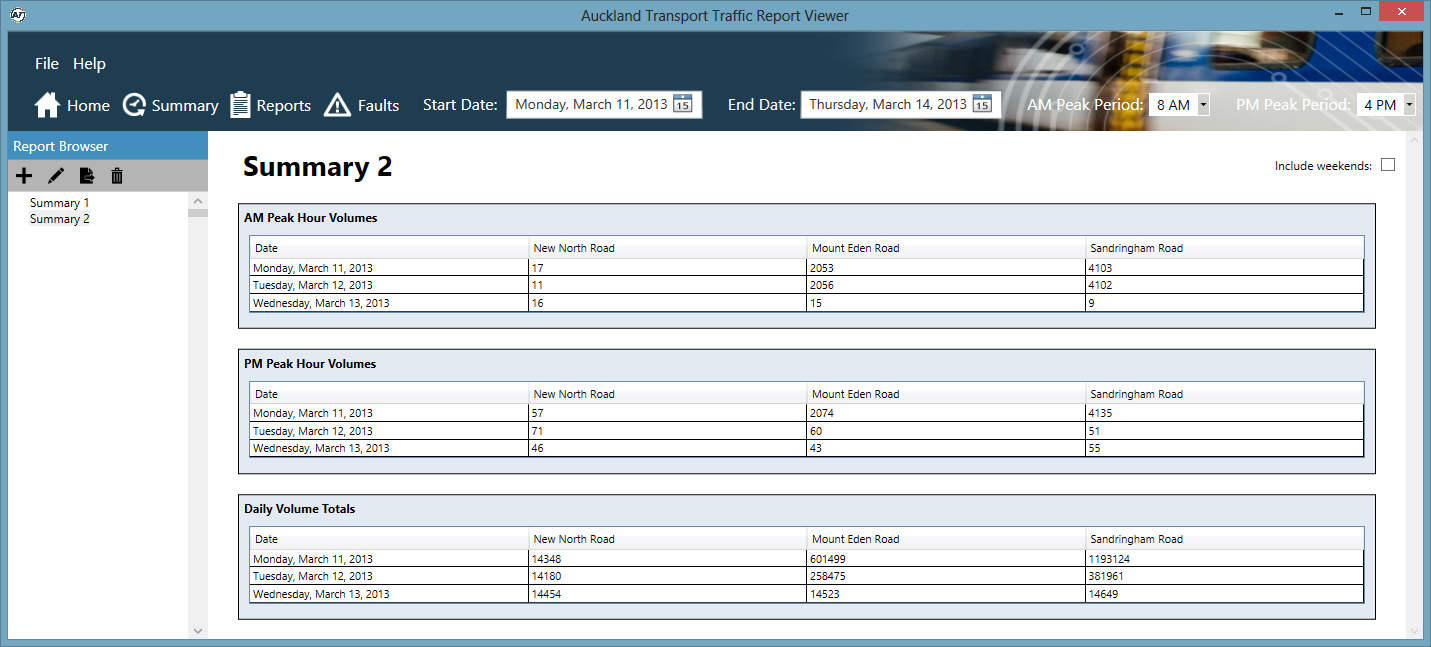 Auckland Transport Traffic Report Viewer
File Help
Home Summary Reports Faults Start Date: Monday, March 11, 2013 15 End Date: Thursday, March 14, 2013 15 AM Peak Period: 8 AM PM Peak Period: 4 PM
Report Browser
Summary 1
Summary 2
Summary 2
Include weekends:
AM Peak Hour Volumes
Date New North Road Mount Eden Road Sandringham Road
Monday, March 11, 2013 17 2053 4103
Tuesday, March 12, 2013 11 2056 4102
Wednesday, March 13, 2013 16 15 9
PM Peak Hour Volumes
Date New North Road Mount Eden Road Sandringham Road
Monday, March 11, 2013 57 2074 4135
Tuesday, March 12, 2013 71 60 51
Wednesday, March 13, 2013 46 43 55
Daily Volume Totals
Date New North Road Mount Eden Road Sandringham Road
Monday, March 11, 2013 14348 601499 1193124
Tuesday, March 12, 2013 14180 258475 381961
Wednesday, March 13, 2013 14454 14523 14649